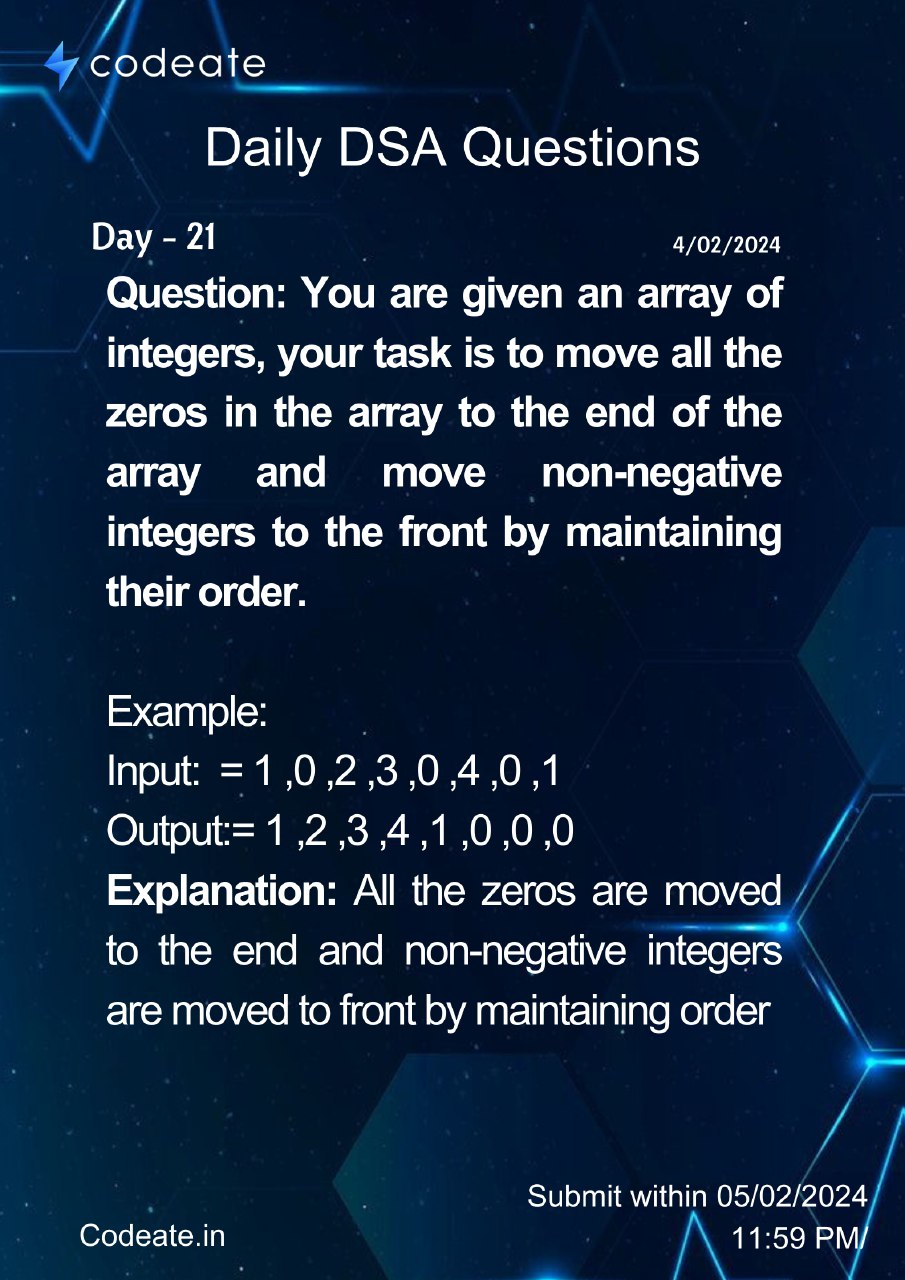 codeate
Daily DSA Questions
Day - 21
4/02/2024
Question: You are given an array of
integers, your task is to move all the
zeros in the array to the end of the
array and move non-negative
integers to the front by maintaining
their order.
Example:
Input: = 1 ,0 ,2 ,3 ,0 ,4 ,0 ,1
Output:= 1 ,2 ,3 ,4 ,1 ,0 ,0 ,0
Explanation: All the zeros are moved
to the end and non-negative integers
are moved to front by maintaining order
Submit within 05/02/2024
11:59 PM/
Codeate.in